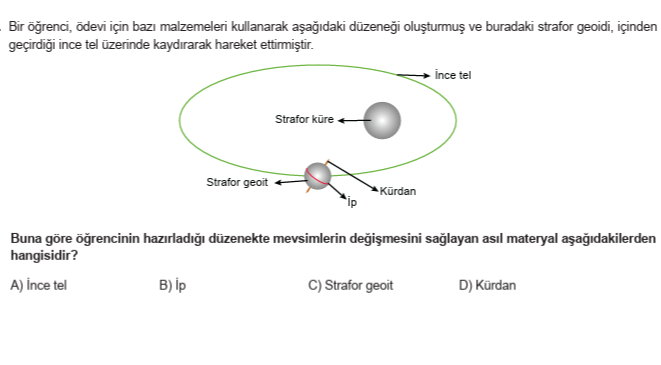 . Bir öğrenci, ödevi için bazı malzemeleri kullanarak aşağıdaki düzeneği oluşturmuş ve buradaki strafor geoidi, içinden
geçirdiği ince tel üzerinde kaydırarak hareket ettirmiştir.
İnce tel
Strafor küre
Strafor geoit
Kürdan
İp
Buna göre öğrencinin hazırladığı düzenekte mevsimlerin değişmesini sağlayan asıl materyal aşağıdakilerden
hangisidir?
A) İnce tel B) İp C) Strafor geoit D) Kürdan